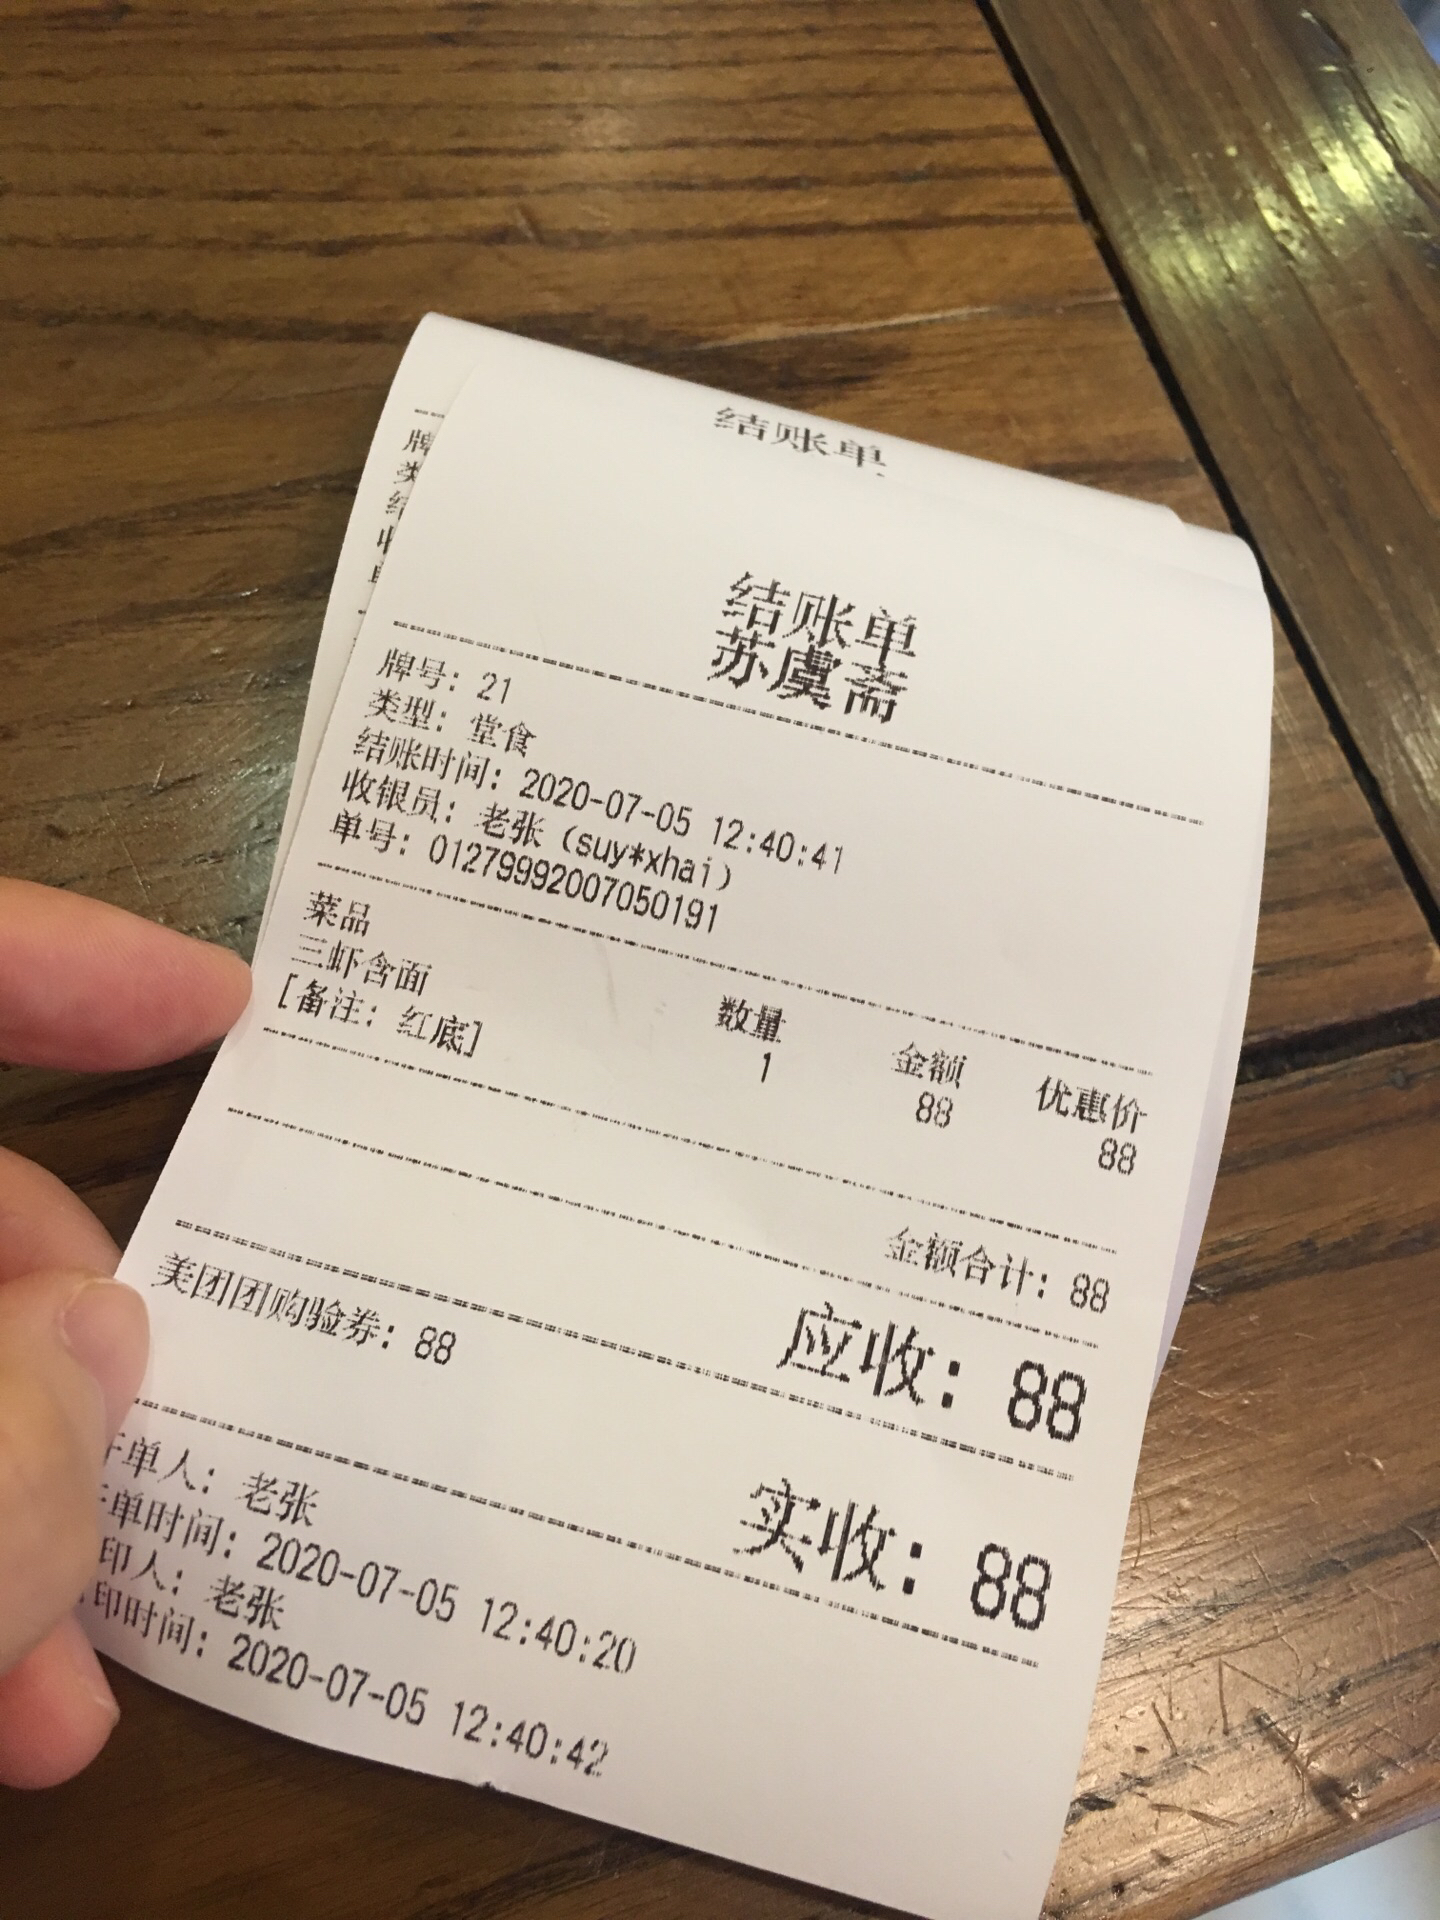 结账单
结账单
苏虞斋
牌号: 21
类型: 堂食
结账时间: 2020-07-05 12:40:41
收银员: 老张 (suy*xhai)
单号: 01279992007050191
菜品 数量 金额 优惠价
三虾含面 1 88 88
[备注: 红底]
金额合计: 88
应收: 88
美团团购验券: 88
实收: 88
单人: 老张
单时间: 2020-07-05 12:40:20
印人: 老张
印时间: 2020-07-05 12:40:42
牌
类
结
收